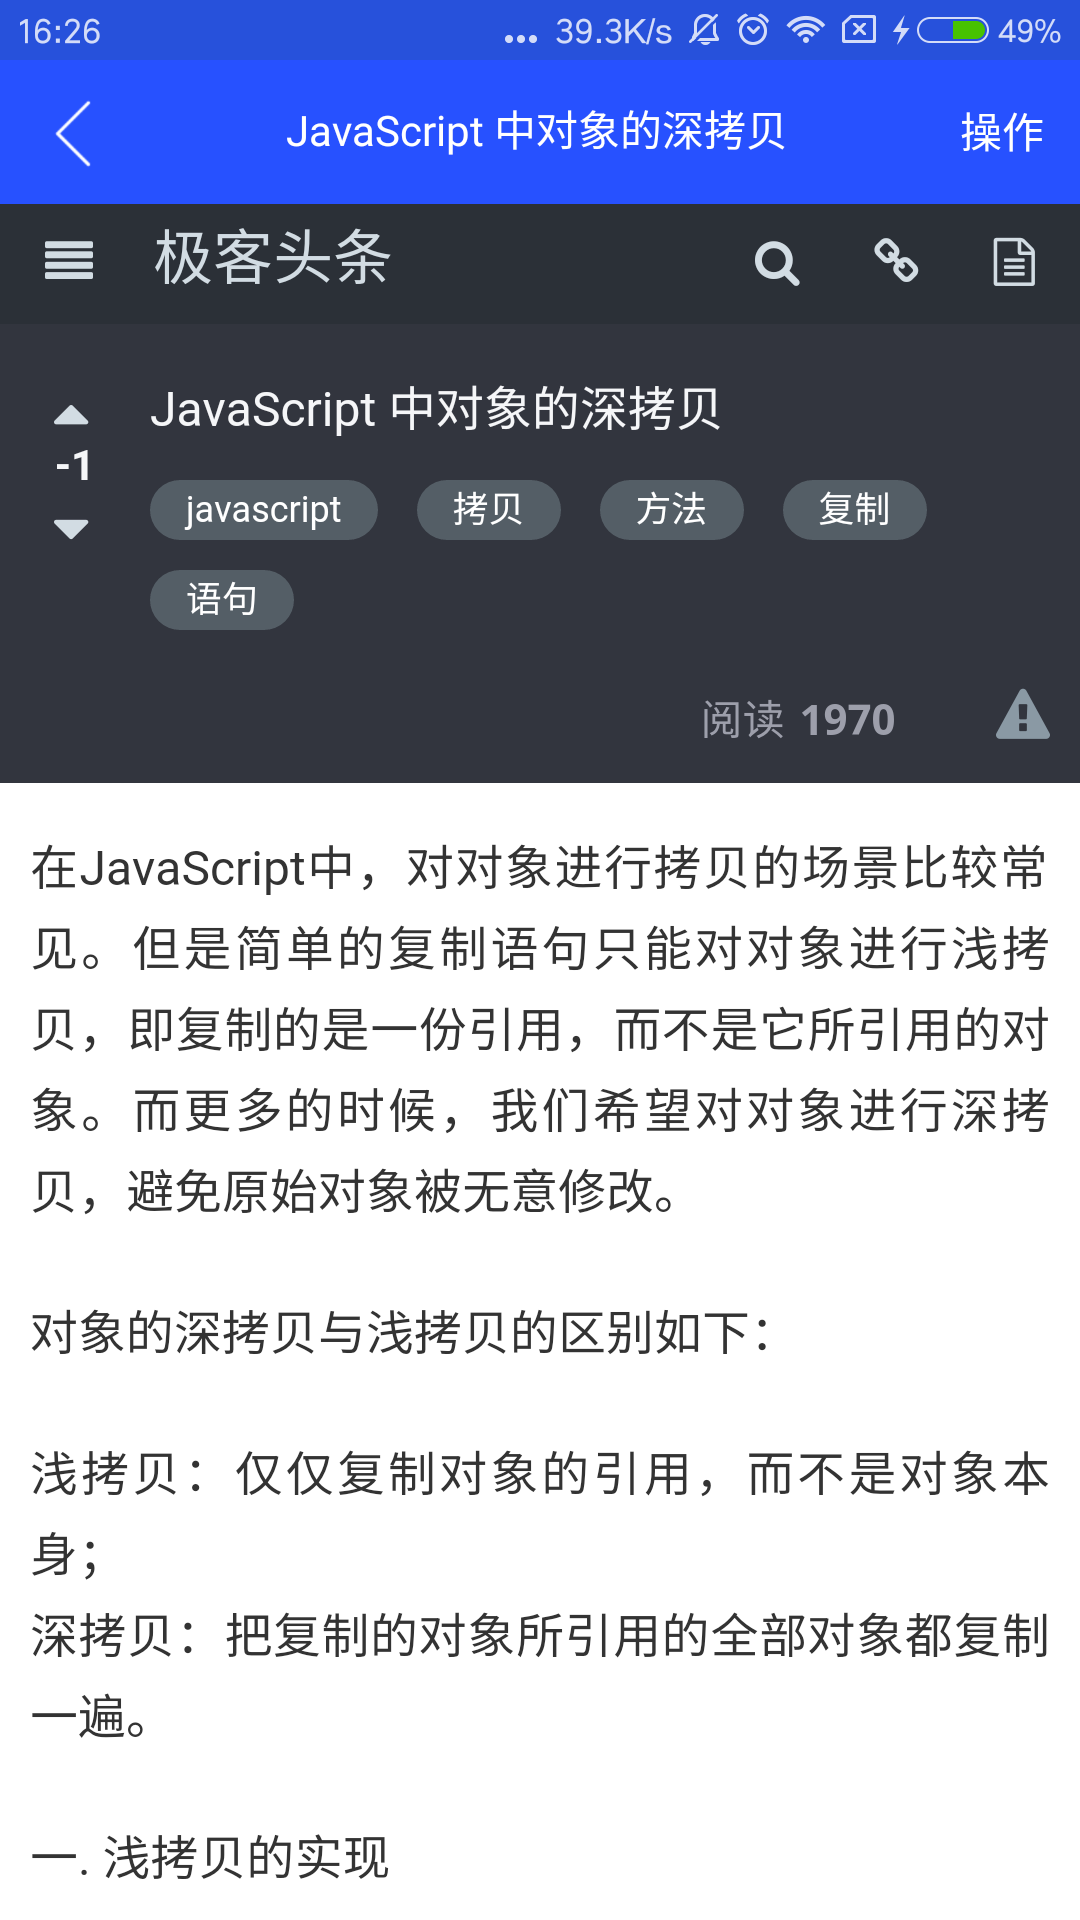 16:26 ... 39.3K/s 49%
JavaScript 中对象的深拷贝 操作
极客头条
JavaScript 中对象的深拷贝
-1
javascript 拷贝 方法 复制
语句
阅读 1970
在JavaScript中，对对象进行拷贝的场景比较常
见。但是简单的复制语句只能对对象进行浅拷
贝，即复制的是一份引用，而不是它所引用的对
象。而更多的时候，我们希望对对象进行深拷
贝，避免原始对象被无意修改。
对象的深拷贝与浅拷贝的区别如下：
浅拷贝：仅仅复制对象的引用，而不是对象本
身；
深拷贝：把复制的对象所引用的全部对象都复制
一遍。
一. 浅拷贝的实现